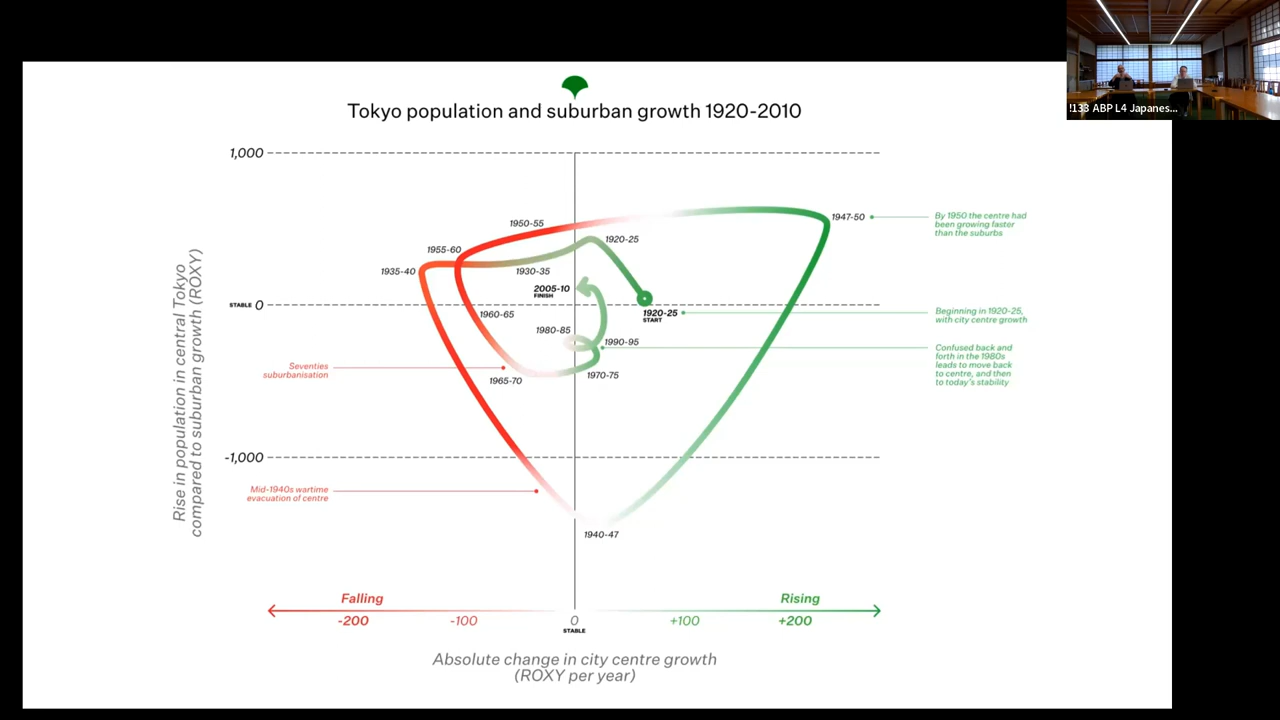 !133 ABP L4 Japanes...
Tokyo population and suburban growth 1920-2010
1,000
1947-50
By 1950 the centre had
been growing faster
than the suburbs
1950-55
1920-25
1955-60
1935-40
1930-35
2005-10
FINISH
STABLE 0
1920-25
START
Beginning in 1920-25,
with city centre growth
1960-65
1980-85
1990-95
Confused back and
forth in the 1980s
leads to move back
to centre, and then
to today's stability
Seventies
suburbanisation
1965-70
1970-75
-1,000
Mid-1940s wartime
evacuation of centre
1940-47
Rise in population in central Tokyo
compared to suburban growth (ROXY)
Falling
Rising
-200
-100
0
STABLE
+100
+200
Absolute change in city centre growth
(ROXY per year)